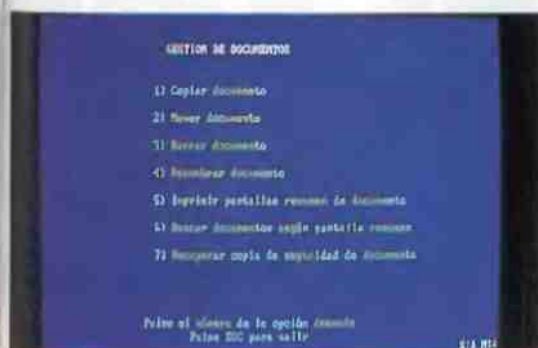 GESTION DE DOCUMENTOS
1) Copiar documento
2) Mover documento
3) Borrar documento
4) Renombrar documento
5) Imprimir pantallas resumen de documento
6) Buscar documentos según pantalla resumen
7) Recuperar copia de seguridad de documento
Pulse el número de la opción deseada
Pulse ESC para salir